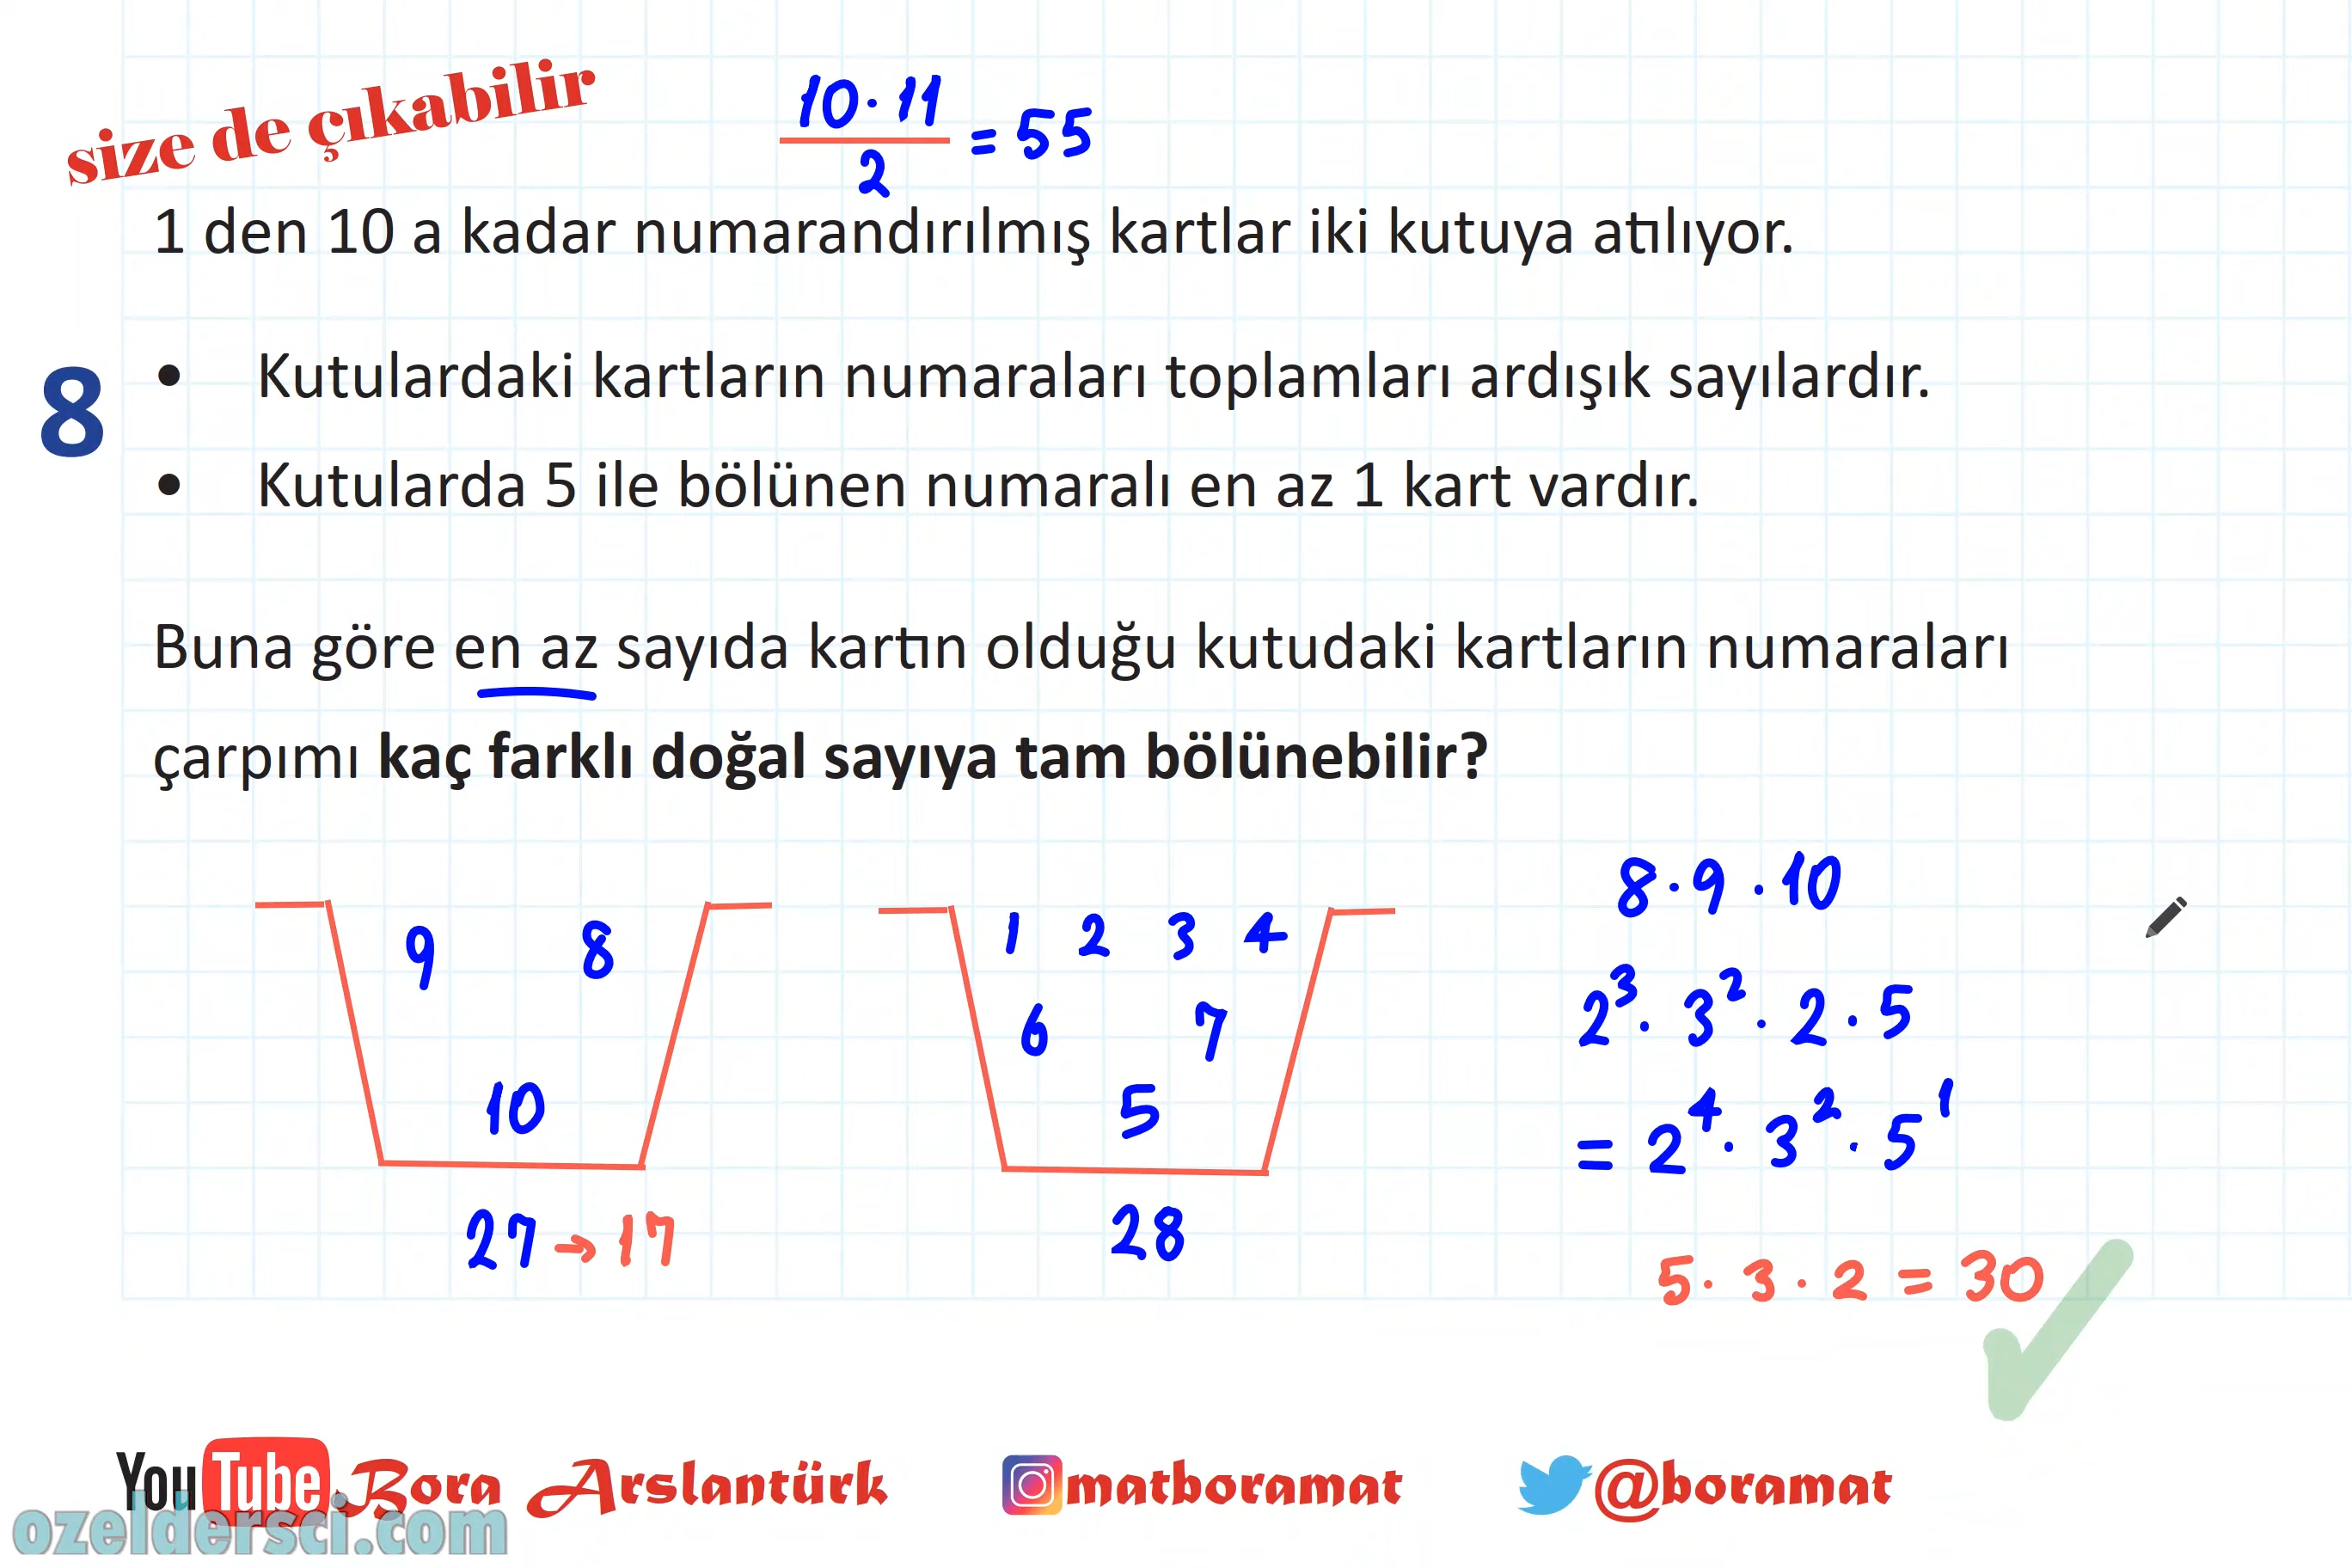 size de çıkabilir
10 · 11 / 2 = 55
1 den 10 a kadar numarandırılmış kartlar iki kutuya atılıyor.
8
• Kutulardaki kartların numaraları toplamları ardışık sayılardır.
• Kutularda 5 ile bölünen numaralı en az 1 kart vardır.
Buna göre en az sayıda kartın olduğu kutudaki kartların numaraları
çarpımı kaç farklı doğal sayıya tam bölünebilir?
9 8
10
27 → 17
1 2 3 4
6 7
5
28
8 · 9 · 10
2³ · 3² · 2 · 5
= 2⁴ · 3² · 5¹
5 · 3 · 2 = 30
YouTube Bora Arslantürk
matboramat
@boramat
ozeldersci.com